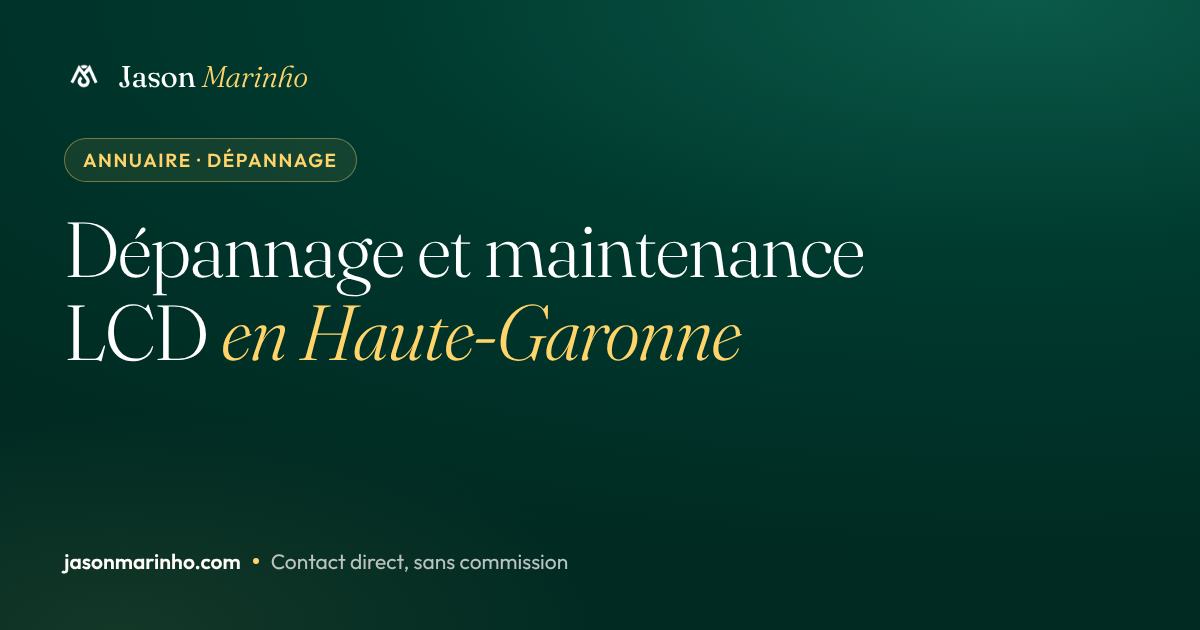 Jason Marinho
ANNUAIRE · DÉPANNAGE
Dépannage et maintenance
LCD en Haute-Garonne
jasonmarinho.com • Contact direct, sans commission